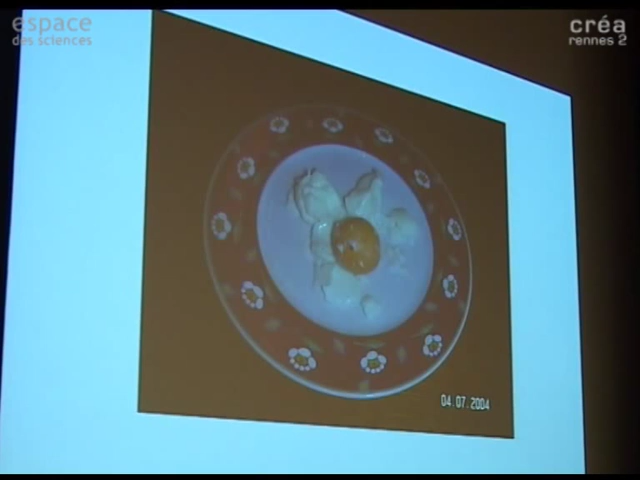 espace
des sciences
créa
rennes 2
04.07.2004